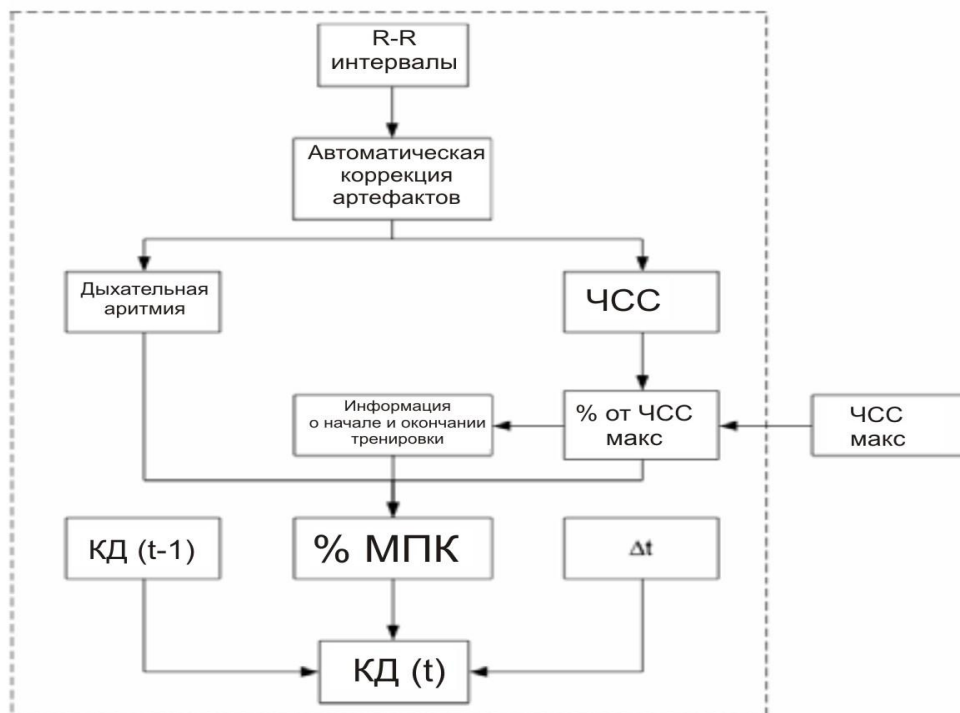 R-R
интервалы
Автоматическая
коррекция
артефактов
Дыхательная
аритмия
ЧСС
Информация
о начале и окончании
тренировки
% от ЧСС
макс
ЧСС
макс
КД (t-1)
% МПК
Δt
КД (t)